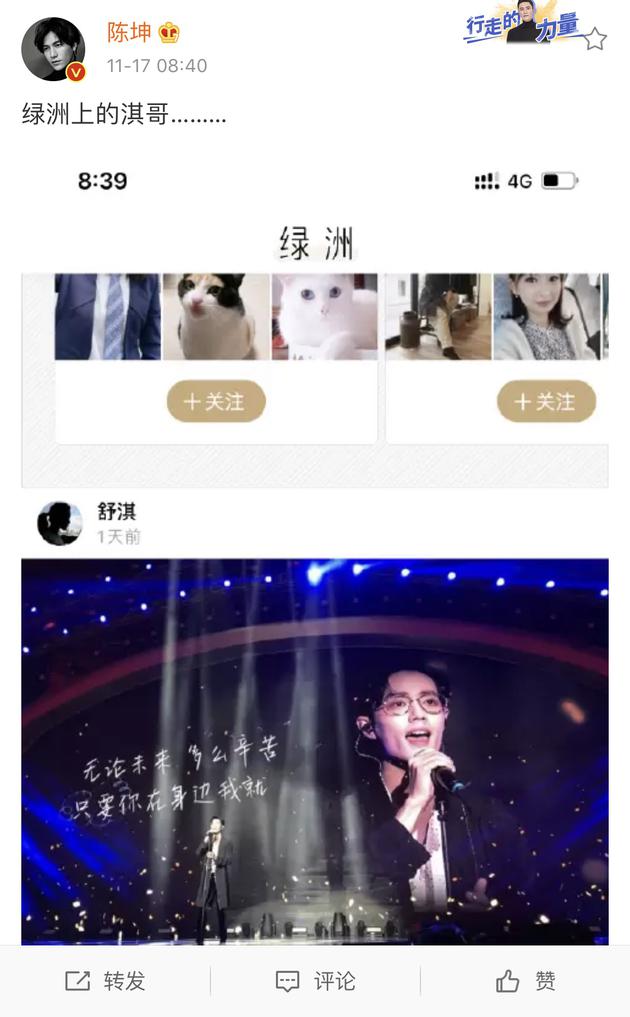 陈坤
行走的力量
11-17 08:40
绿洲上的淇哥………
8:39
4G
绿洲
＋关注
＋关注
舒淇
1天前
无论未来 多么辛苦
只要你在身边我就
转发
评论
赞